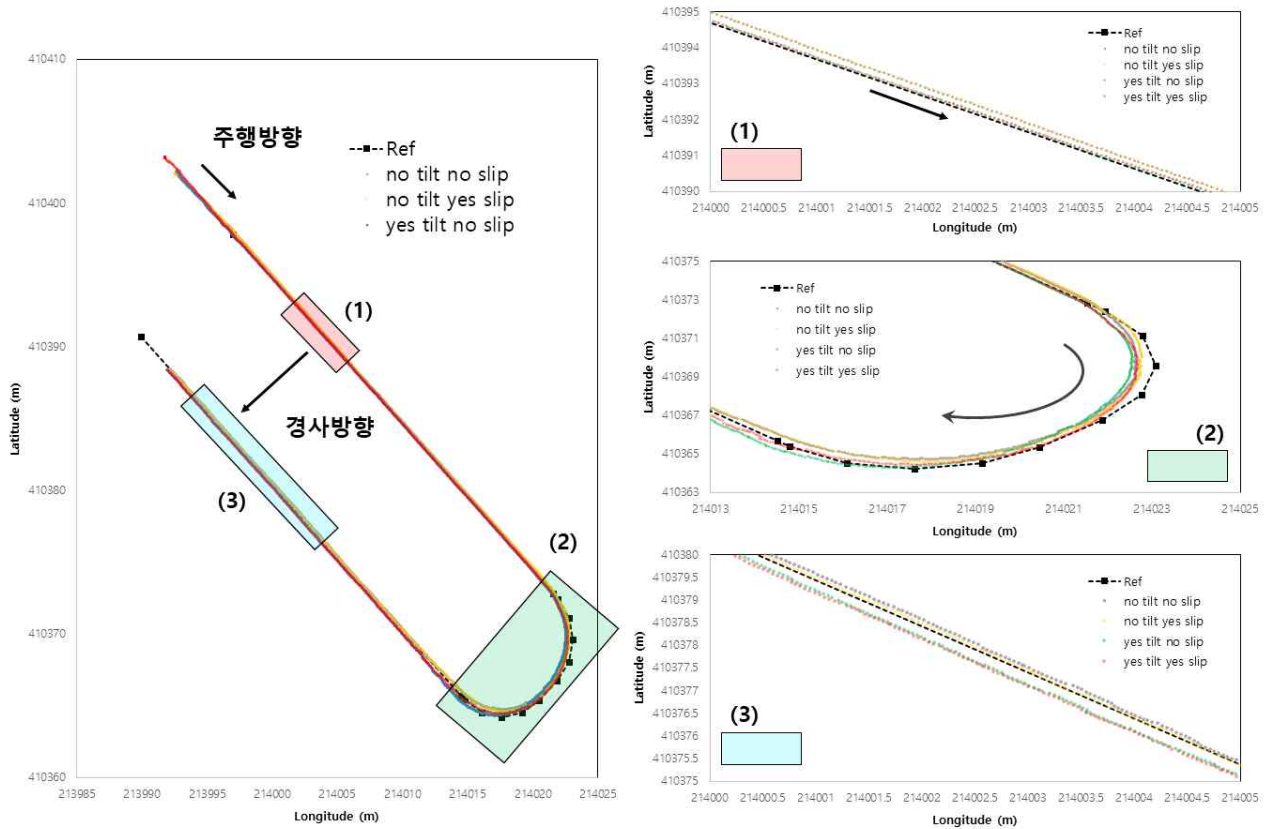 410410
410400
410390
410380
410370
410360
213985
213990
213995
214000
214005
214010
214015
214020
214025
Latitude (m)
Longitude (m)
주행방향
경사방향
Ref
no tilt no slip
no tilt yes slip
yes tilt no slip
(1)
(2)
(3)
410395
410394
410393
410392
410391
410390
214000
214000.5
214001
214001.5
214002
214002.5
214003
214003.5
214004
214004.5
214005
Latitude (m)
Longitude (m)
Ref
no tilt no slip
no tilt yes slip
yes tilt no slip
yes tilt yes slip
(1)
410375
410373
410371
410369
410367
410365
410363
214013
214015
214017
214019
214021
214023
214025
Latitude (m)
Longitude (m)
Ref
no tilt no slip
no tilt yes slip
yes tilt no slip
yes tilt yes slip
(2)
410380
410379.5
410379
410378.5
410378
410377.5
410377
410376.5
410376
410375.5
410375
214000
214000.5
214001
214001.5
214002
214002.5
214003
214003.5
214004
214004.5
214005
Latitude (m)
Longitude (m)
Ref
no tilt no slip
no tilt yes slip
yes tilt no slip
yes tilt yes slip
(3)